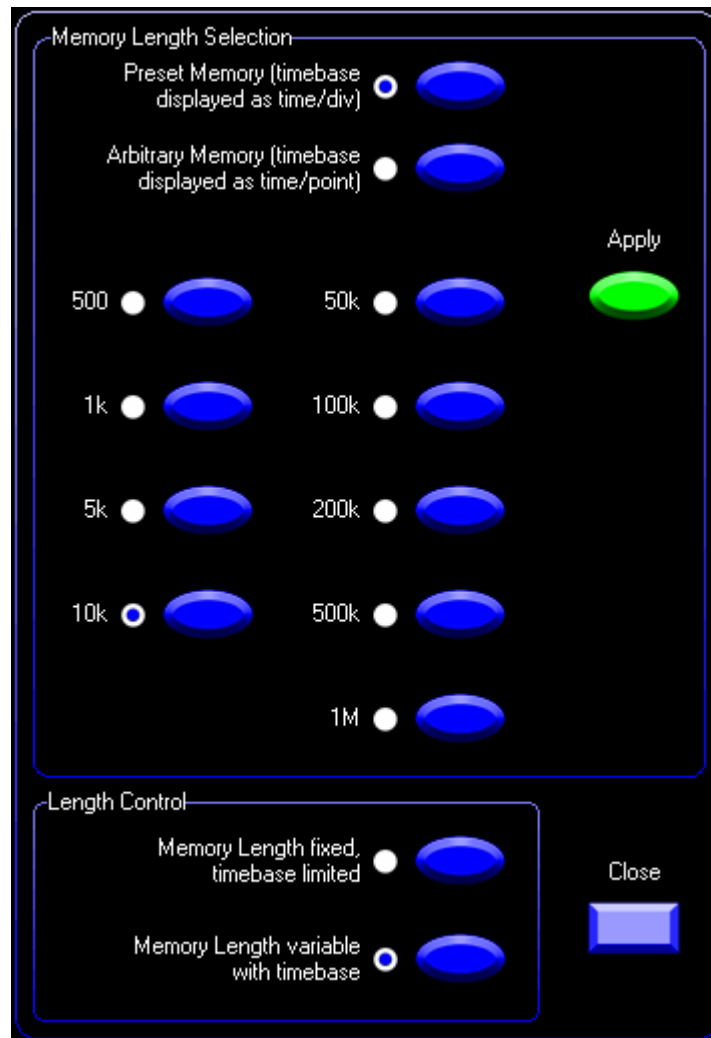 Memory Length Selection
Preset Memory (timebase
displayed as time/div)
Arbitrary Memory (timebase
displayed as time/point)
Apply
500
50k
1k
100k
5k
200k
10k
500k
1M
Length Control
Memory Length fixed,
timebase limited
Close
Memory Length variable
with timebase